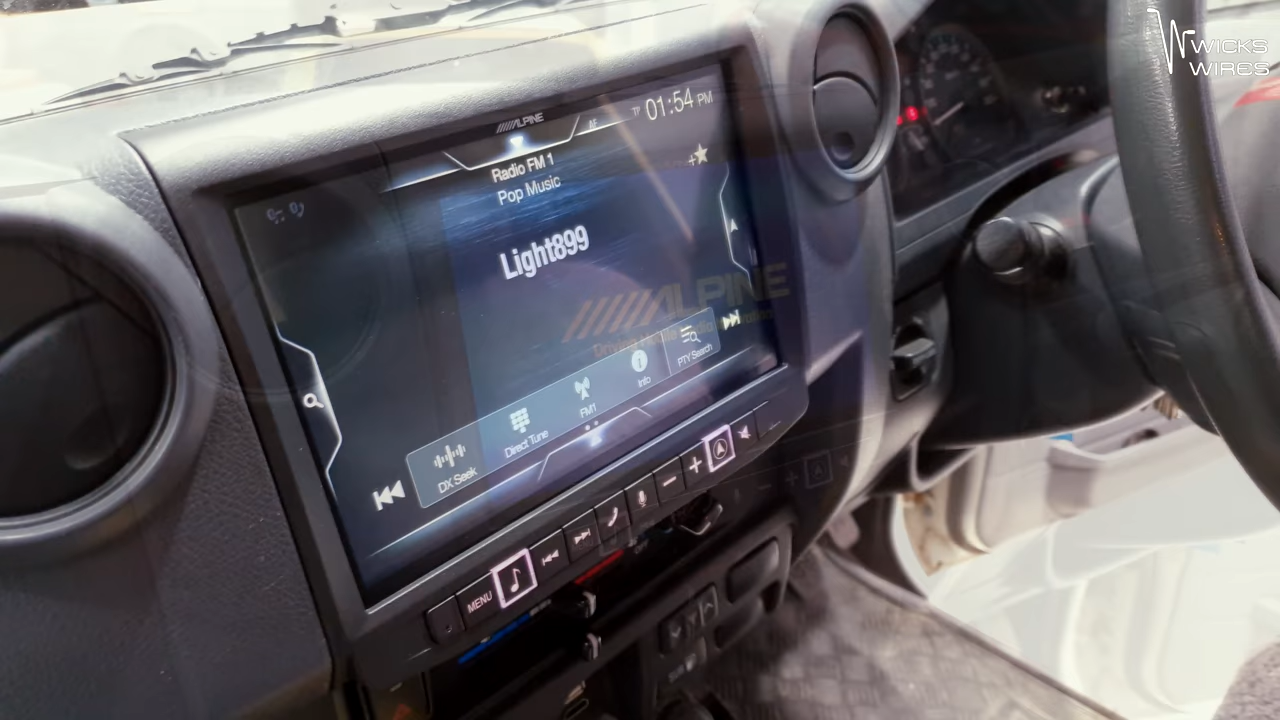 WICKS
WIRES
ALPINE
AF
TP
01:54 PM
Radio FM 1
Pop Music
Light899
ALPINE
DX Seek
Direct Tune
FM1
Info
PTY Search
MENU
OFF